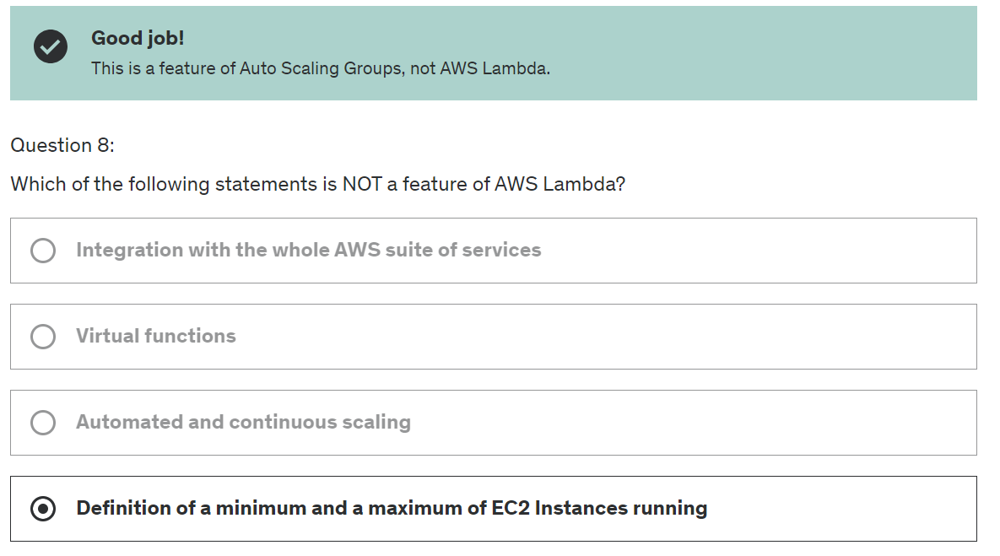 Good job!
This is a feature of Auto Scaling Groups, not AWS Lambda.
Question 8:
Which of the following statements is NOT a feature of AWS Lambda?
Integration with the whole AWS suite of services
Virtual functions
Automated and continuous scaling
Definition of a minimum and a maximum of EC2 Instances running